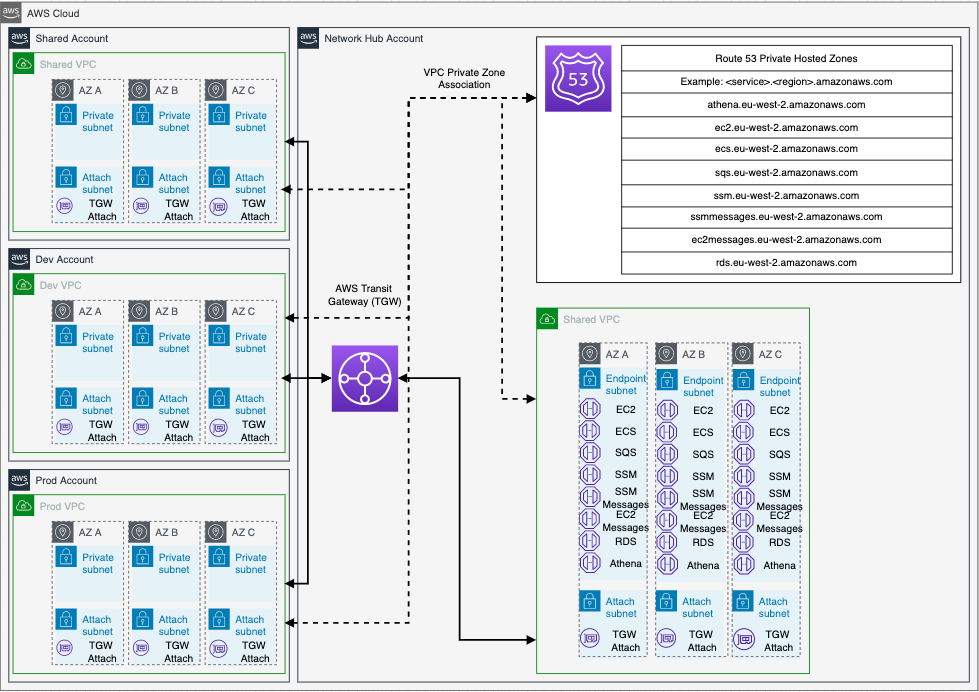 aws AWS Cloud
aws Shared Account
Shared VPC
AZ A
AZ B
AZ C
Private
subnet
Private
subnet
Private
subnet
Attach
subnet
Attach
subnet
Attach
subnet
TGW
Attach
TGW
Attach
TGW
Attach
aws Dev Account
Dev VPC
AZ A
AZ B
AZ C
Private
subnet
Private
subnet
Private
subnet
Attach
subnet
Attach
subnet
Attach
subnet
TGW
Attach
TGW
Attach
TGW
Attach
aws Prod Account
Prod VPC
AZ A
AZ B
AZ C
Private
subnet
Private
subnet
Private
subnet
Attach
subnet
Attach
subnet
Attach
subnet
TGW
Attach
TGW
Attach
TGW
Attach
aws Network Hub Account
VPC Private Zone
Association
AWS Transit
Gateway (TGW)
53
Route 53 Private Hosted Zones
Example: <service>.<region>.amazonaws.com
athena.eu-west-2.amazonaws.com
ec2.eu-west-2.amazonaws.com
ecs.eu-west-2.amazonaws.com
sqs.eu-west-2.amazonaws.com
ssm.eu-west-2.amazonaws.com
ssmmessages.eu-west-2.amazonaws.com
ec2messages.eu-west-2.amazonaws.com
rds.eu-west-2.amazonaws.com
Shared VPC
AZ A
Endpoint
subnet
EC2
ECS
SQS
SSM
SSM
Messages
EC2
Messages
RDS
Athena
Attach
subnet
TGW
Attach
AZ B
Endpoint
subnet
EC2
ECS
SQS
SSM
SSM
Messages
EC2
Messages
RDS
Athena
Attach
subnet
TGW
Attach
AZ C
Endpoint
subnet
EC2
ECS
SQS
SSM
SSM
Messages
EC2
Messages
RDS
Athena
Attach
subnet
TGW
Attach